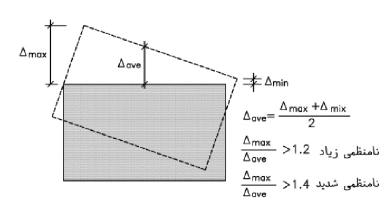 Δmax
Δave
Δmin
Δave = (Δmax + Δmix) / 2
Δmax / Δave > 1.2 نامنظمی زیاد
Δmax / Δave > 1.4 نامنظمی شدید